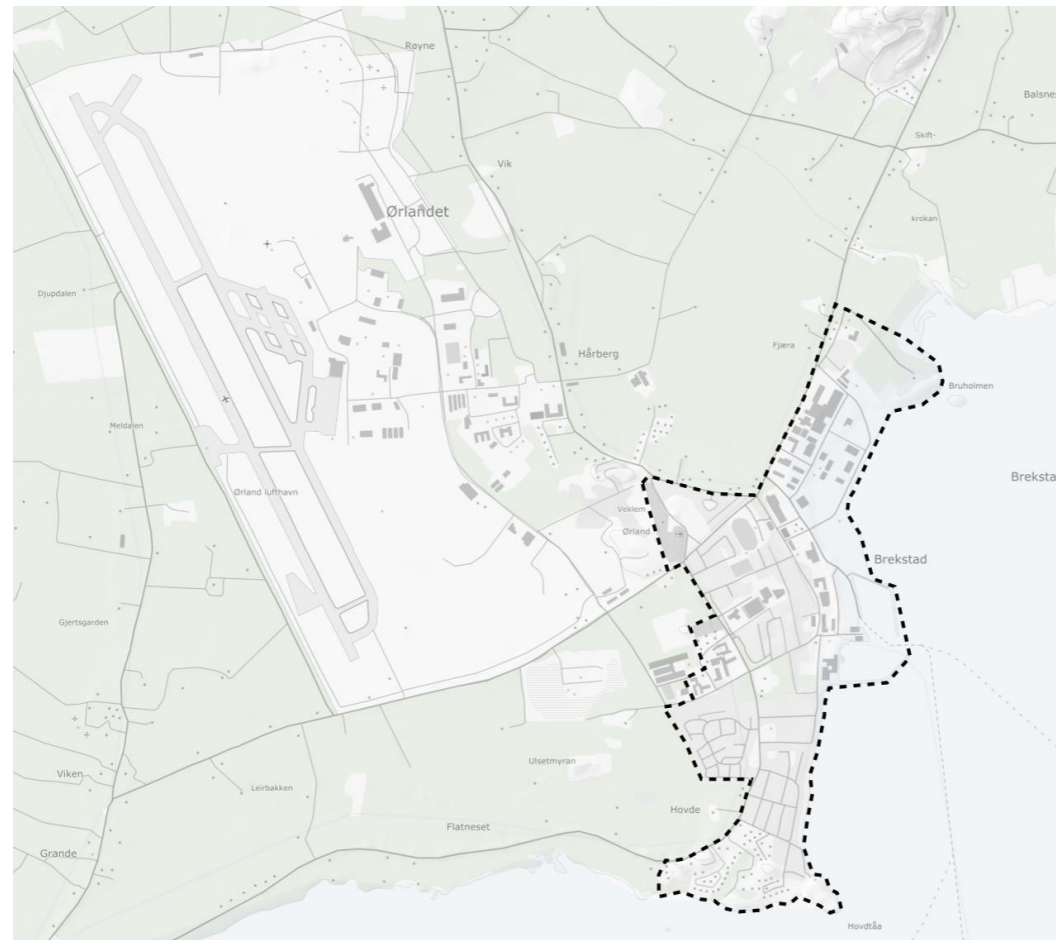 Røyne
Balsnes
Skift-
Vik
Ørlandet
krokan
Djupdalen
Fjæra
Hårberg
Bruholmen
Meldalen
Breksta
Ørland lufthavn
Veklem
Ørland
Brekstad
Gjertsgarden
Ulsetmyran
Viken
Leirbakken
Hovde
Flatneset
Grande
Hovdtåa